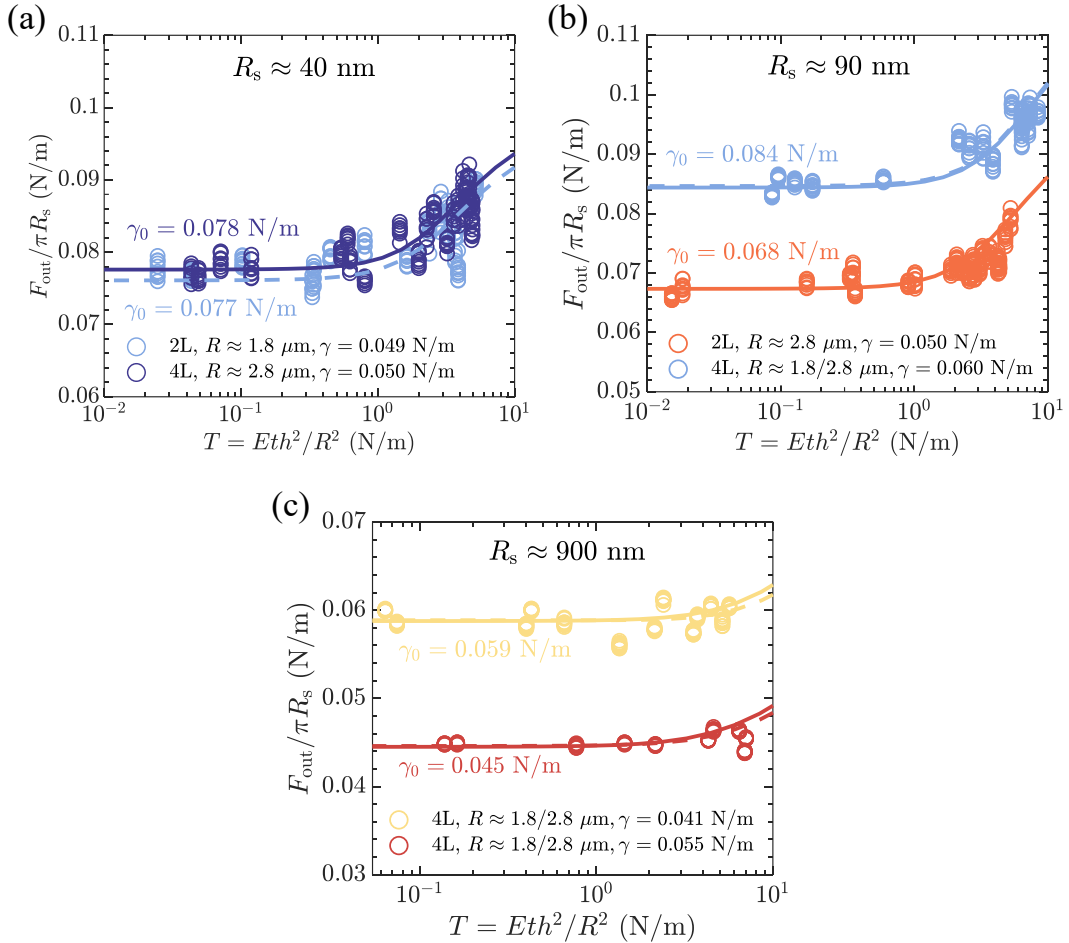 (a)
0.11
0.1
0.09
0.08
0.07
0.06
F_out/πR_s (N/m)
R_s ≈ 40 nm
γ_0 = 0.078 N/m
γ_0 = 0.077 N/m
2L, R ≈ 1.8 μm, γ = 0.049 N/m
4L, R ≈ 2.8 μm, γ = 0.050 N/m
10^-2 10^-1 10^0 10^1
T = Eth^2/R^2 (N/m)
(b)
0.11
0.1
0.09
0.08
0.07
0.06
0.05
F_out/πR_s (N/m)
R_s ≈ 90 nm
γ_0 = 0.084 N/m
γ_0 = 0.068 N/m
2L, R ≈ 2.8 μm, γ = 0.050 N/m
4L, R ≈ 1.8/2.8 μm, γ = 0.060 N/m
10^-2 10^-1 10^0 10^1
T = Eth^2/R^2 (N/m)
(c)
0.07
0.06
0.05
0.04
0.03
F_out/πR_s (N/m)
R_s ≈ 900 nm
γ_0 = 0.059 N/m
γ_0 = 0.045 N/m
4L, R ≈ 1.8/2.8 μm, γ = 0.041 N/m
4L, R ≈ 1.8/2.8 μm, γ = 0.055 N/m
10^-1 10^0 10^1
T = Eth^2/R^2 (N/m)